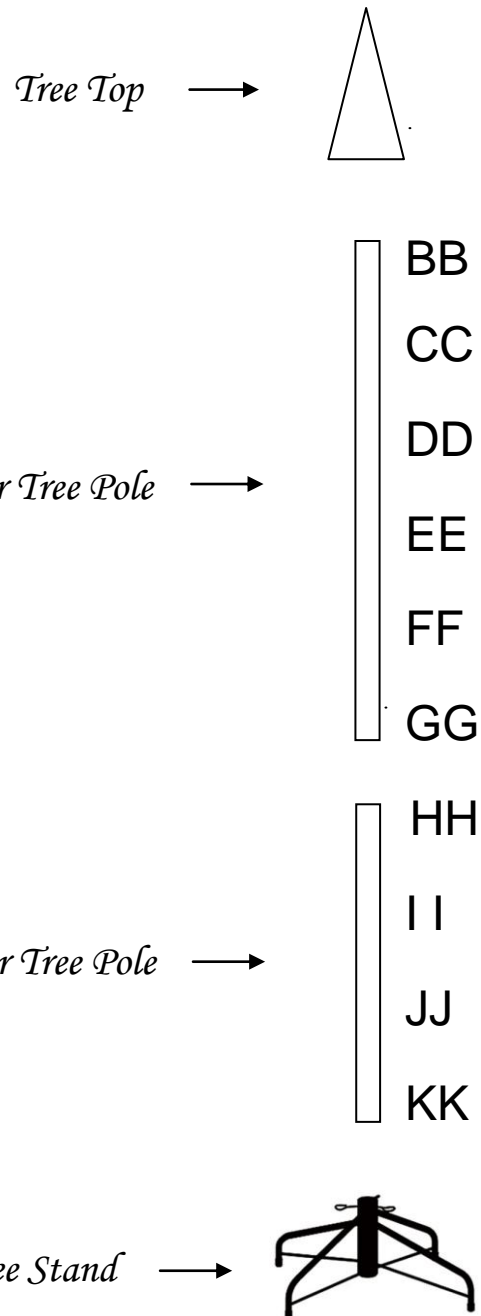 Tree Top
BB
CC
DD
r Tree Pole
EE
FF
GG
HH
I I
r Tree Pole
JJ
KK
ee Stand